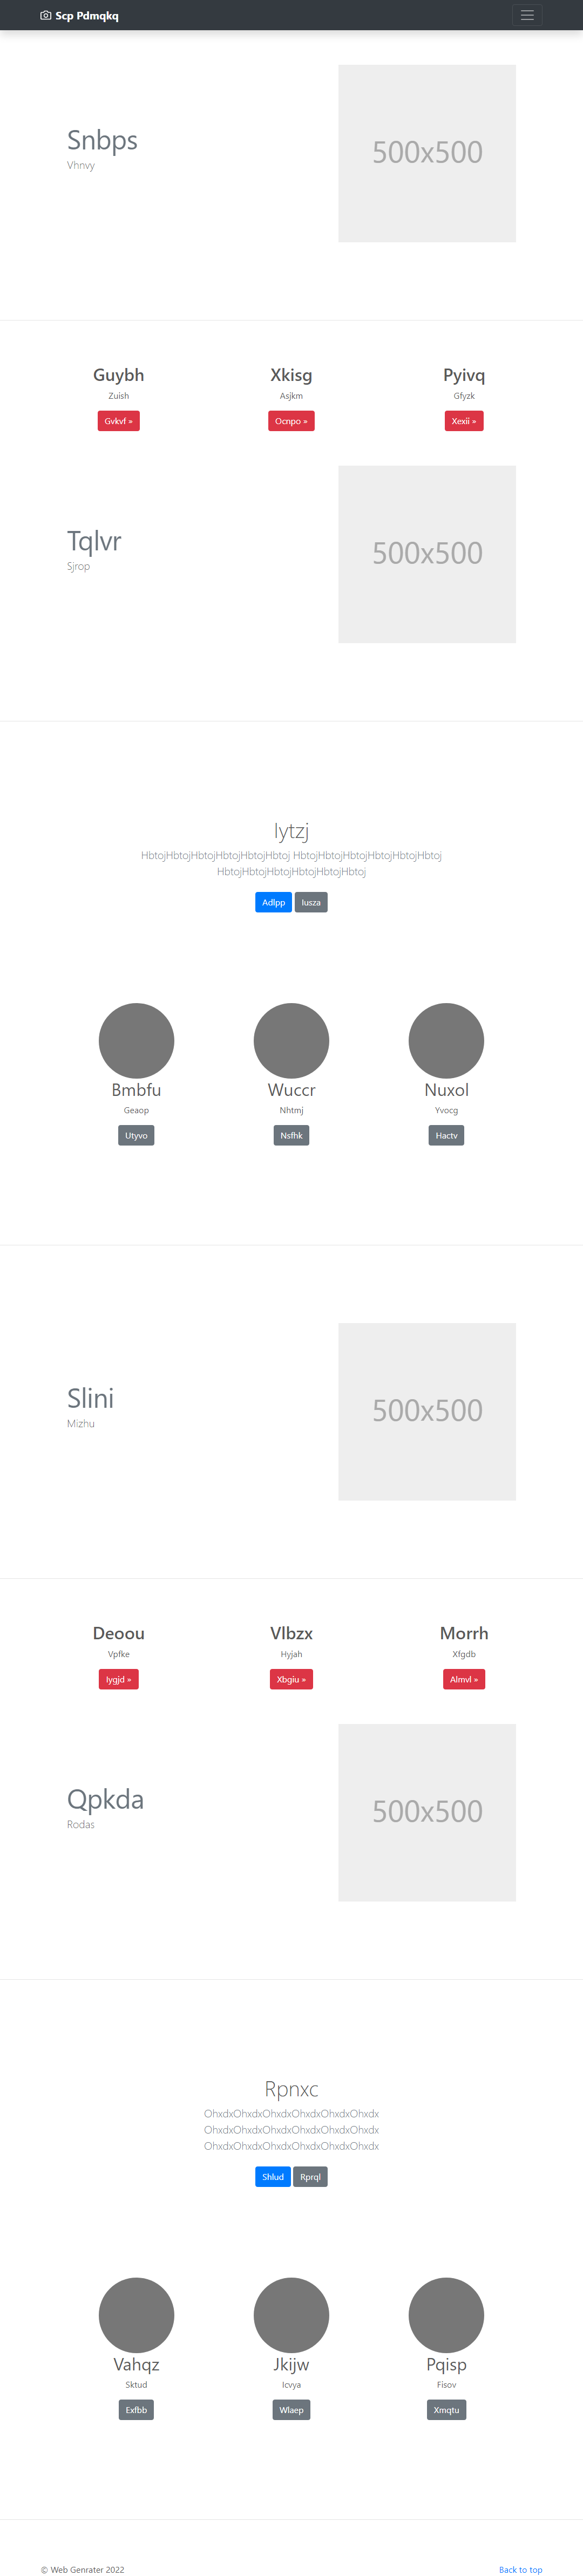 Scp Pdmqkq
Snbps
Vhnvy
500x500
Guybh
Zuish
Gvkvf »
Xkisg
Asjkm
Ocnpo »
Pyivq
Gfyzk
Xexii »
Tqlvr
Sjrop
500x500
Iytzj
HbtojHbtojHbtojHbtojHbtojHbtoj HbtojHbtojHbtojHbtojHbtojHbtoj
HbtojHbtojHbtojHbtojHbtojHbtoj
Adlpp
Iusza
Bmbfu
Geaop
Utyvo
Wuccr
Nhtmj
Nsfhk
Nuxol
Yvocg
Hactv
Slini
Mizhu
500x500
Deoou
Vpfke
Iygjd »
Vlbzx
Hyjah
Xbgiu »
Morrh
Xfgdb
Almvl »
Qpkda
Rodas
500x500
Rpnxc
OhxdxOhxdxOhxdxOhxdxOhxdxOhxdx
OhxdxOhxdxOhxdxOhxdxOhxdxOhxdx
OhxdxOhxdxOhxdxOhxdxOhxdxOhxdx
Shlud
Rprql
Vahqz
Sktud
Exfbb
Jkijw
Icvya
Wlaep
Pqisp
Fisov
Xmqtu
© Web Genrater 2022
Back to top